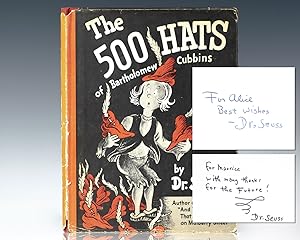 The
500 HATS
of Bartholomew
Cubbins
by
Dr. S
Author
"And
That
on Mulberry Street"
For Alice
Best wishes
- Dr. Seuss
For Maurice
with many thanks
for the Future!
Dr. Seuss